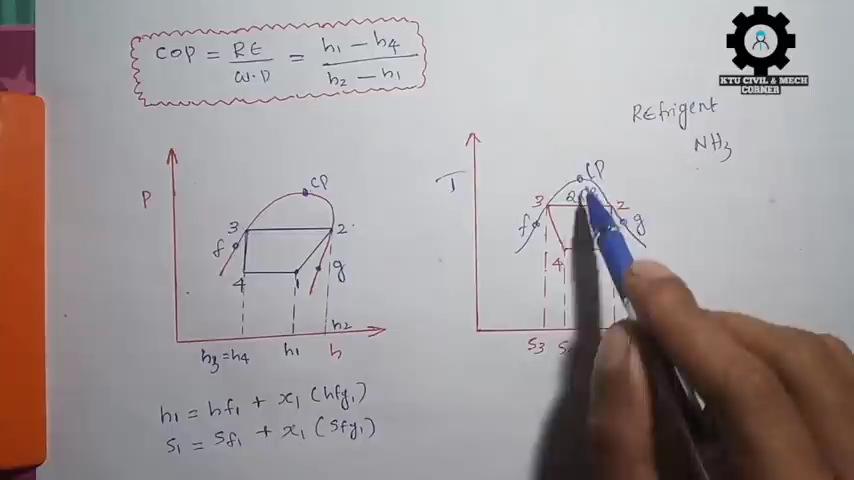 COP = RE / W.D = h1 - h4 / h2 - h1
KTU CIVIL & MECH
CORNER
REfrigent
NH3
P
CP
3
2
f
g
4
1
h3=h4
h1
h2
h
T
CP
3
2
f
g
4
S3
h1 = hf1 + x1 (hfg1)
S1 = Sf1 + x1 (Sfg1)